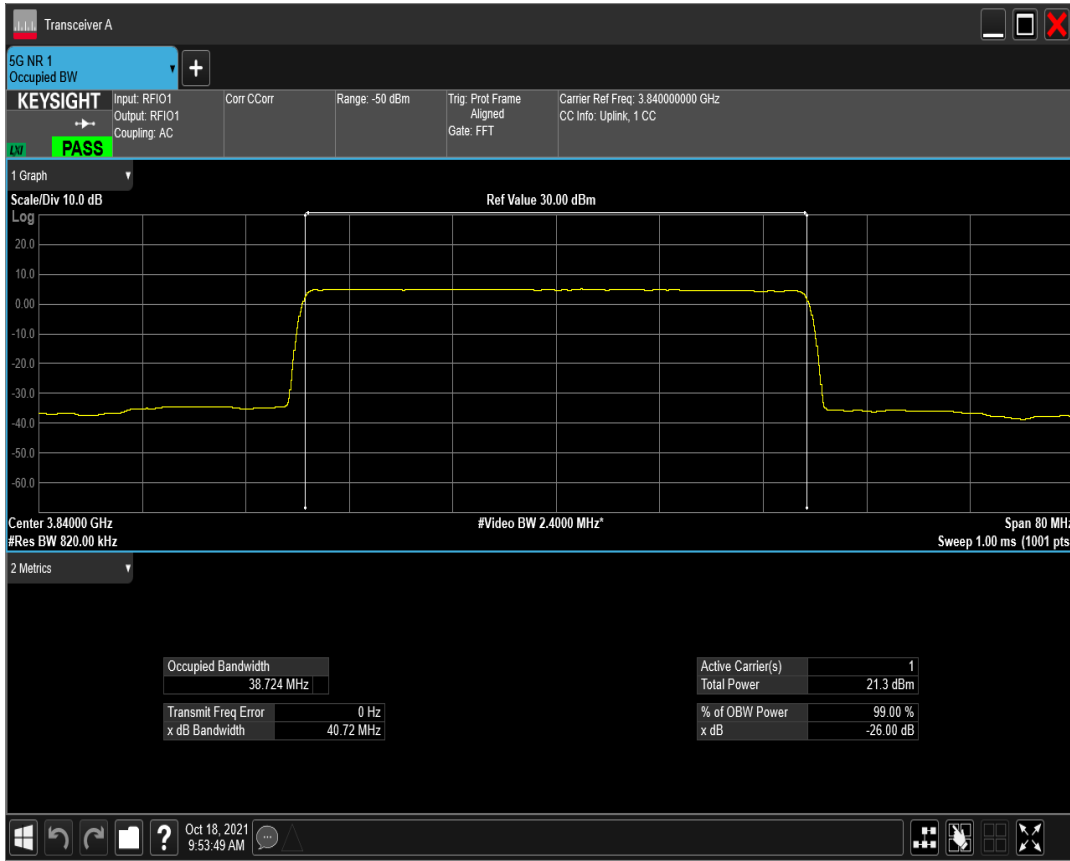 Transceiver A
5G NR 1
Occupied BW
+
KEYSIGHT
LXI
PASS
Input: RFIO1
Output: RFIO1
Coupling: AC
Corr CCorr
Range: -50 dBm
Trig: Prot Frame
Aligned
Gate: FFT
Carrier Ref Freq: 3.840000000 GHz
CC Info: Uplink, 1 CC
1 Graph
Scale/Div 10.0 dB
Ref Value 30.00 dBm
Log
20.0
10.0
0.00
-10.0
-20.0
-30.0
-40.0
-50.0
-60.0
Center 3.84000 GHz
#Video BW 2.4000 MHz*
Span 80 MHz
#Res BW 820.00 kHz
Sweep 1.00 ms (1001 pts
2 Metrics
Occupied Bandwidth
38.724 MHz
Transmit Freq Error 0 Hz
x dB Bandwidth 40.72 MHz
Active Carrier(s) 1
Total Power 21.3 dBm
% of OBW Power 99.00 %
x dB -26.00 dB
?
Oct 18, 2021
9:53:49 AM